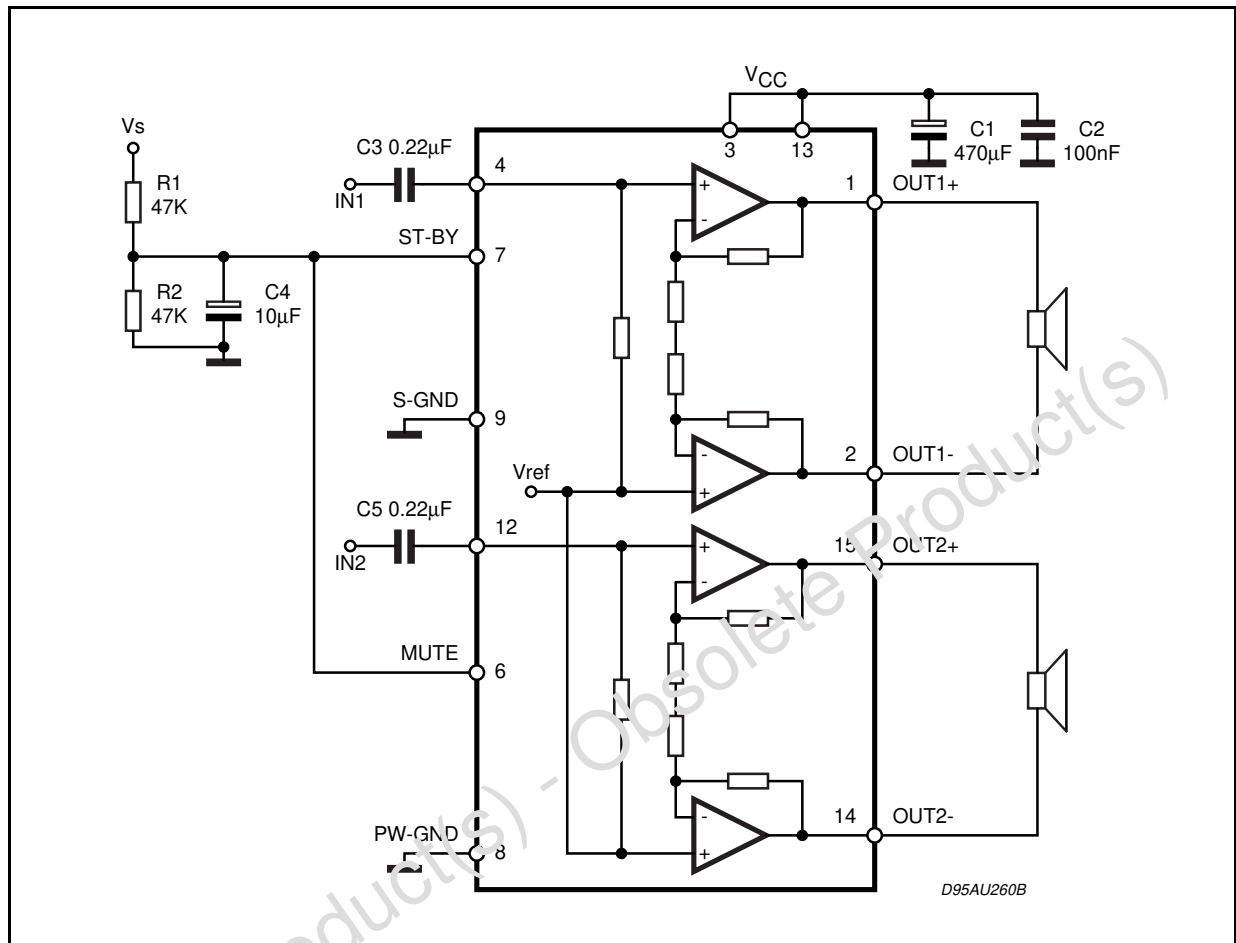 VCC
Vs
C3 0.22µF
4
3
13
C1
470µF
C2
100nF
R1
47K
IN1
+
-
1
OUT1+
ST-BY
7
R2
47K
C4
10µF
S-GND
9
Vref
-
+
2
OUT1-
C5 0.22µF
12
IN2
+
-
15
OUT2+
MUTE
6
-
+
14
OUT2-
PW-GND
8
D95AU260B
oduct(s) - Obsolete Product(s)